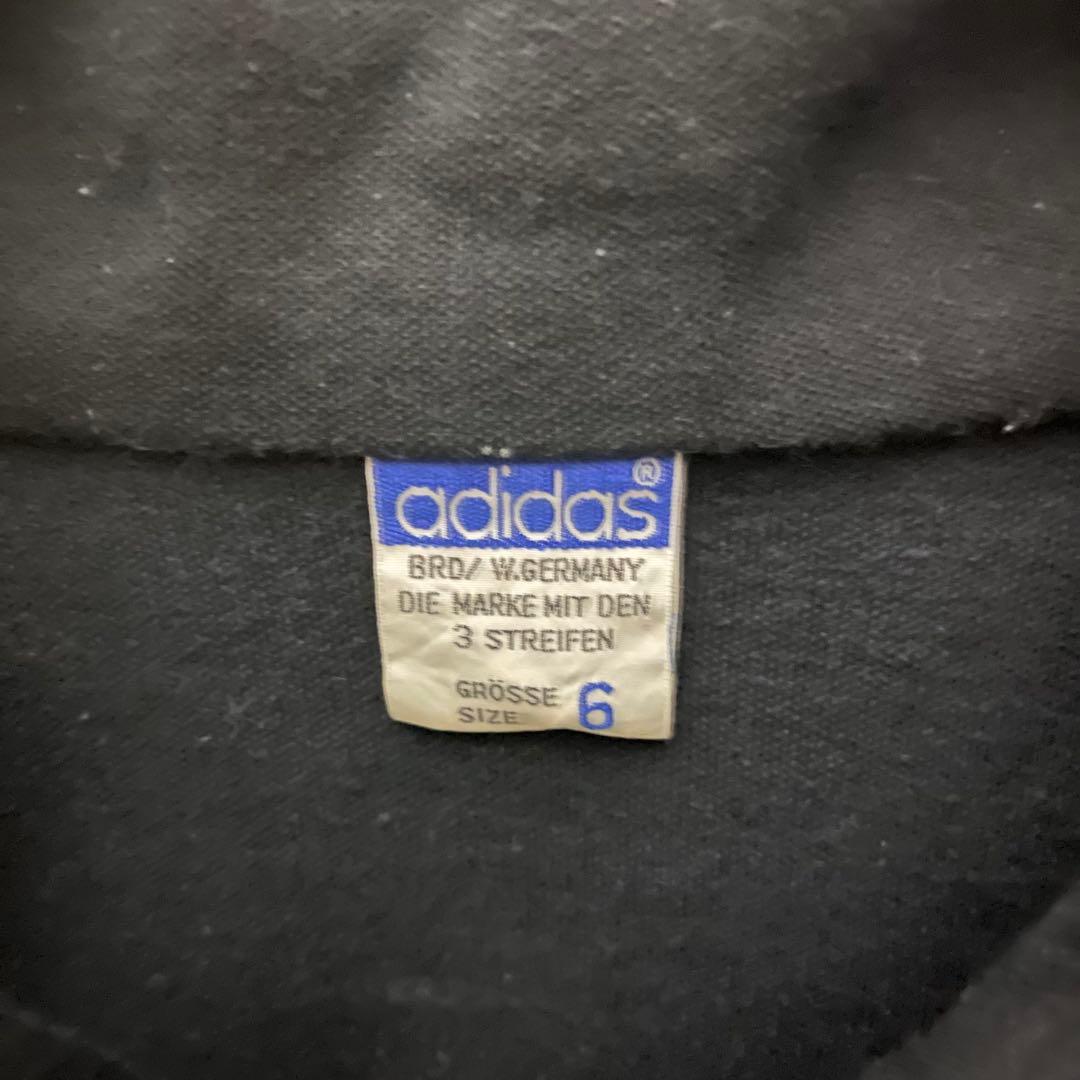 adidas®
BRD/ W.GERMANY
DIE MARKE MIT DEN
3 STREIFEN
GRÖSSE
SIZE 6